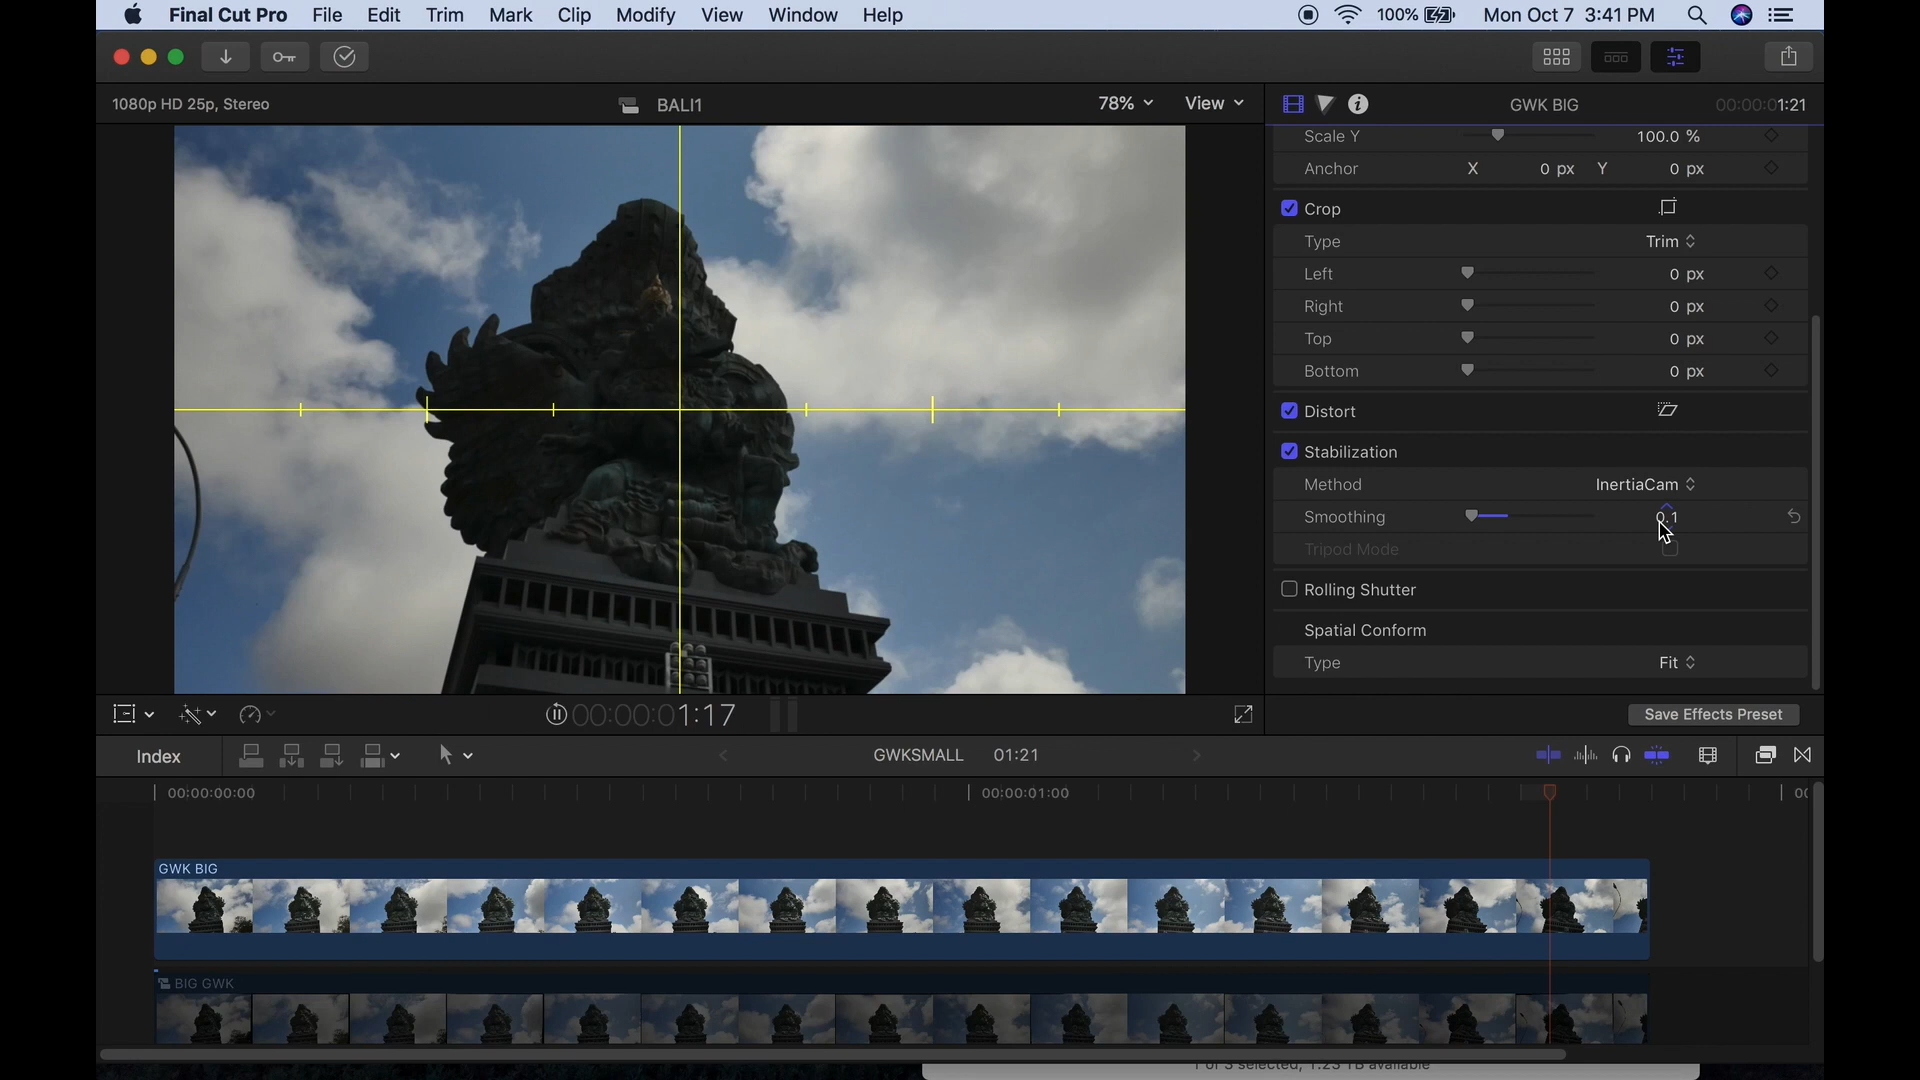 Final Cut Pro File Edit Trim Mark Clip Modify View Window Help 100% Mon Oct 7 3:41 PM
1080p HD 25p, Stereo BALI1 78% View GWK BIG 00:00:01:21
Scale Y 100.0 %
Anchor X 0 px Y 0 px
Crop
Type Trim
Left 0 px
Right 0 px
Top 0 px
Bottom 0 px
Distort
Stabilization
Method InertiaCam
Smoothing 0.1
Tripod Mode
Rolling Shutter
Spatial Conform
Type Fit
00:00:01:17 Save Effects Preset
Index GWKSMALL 01:21
00:00:00:00 00:00:01:00
GWK BIG
BIG GWK